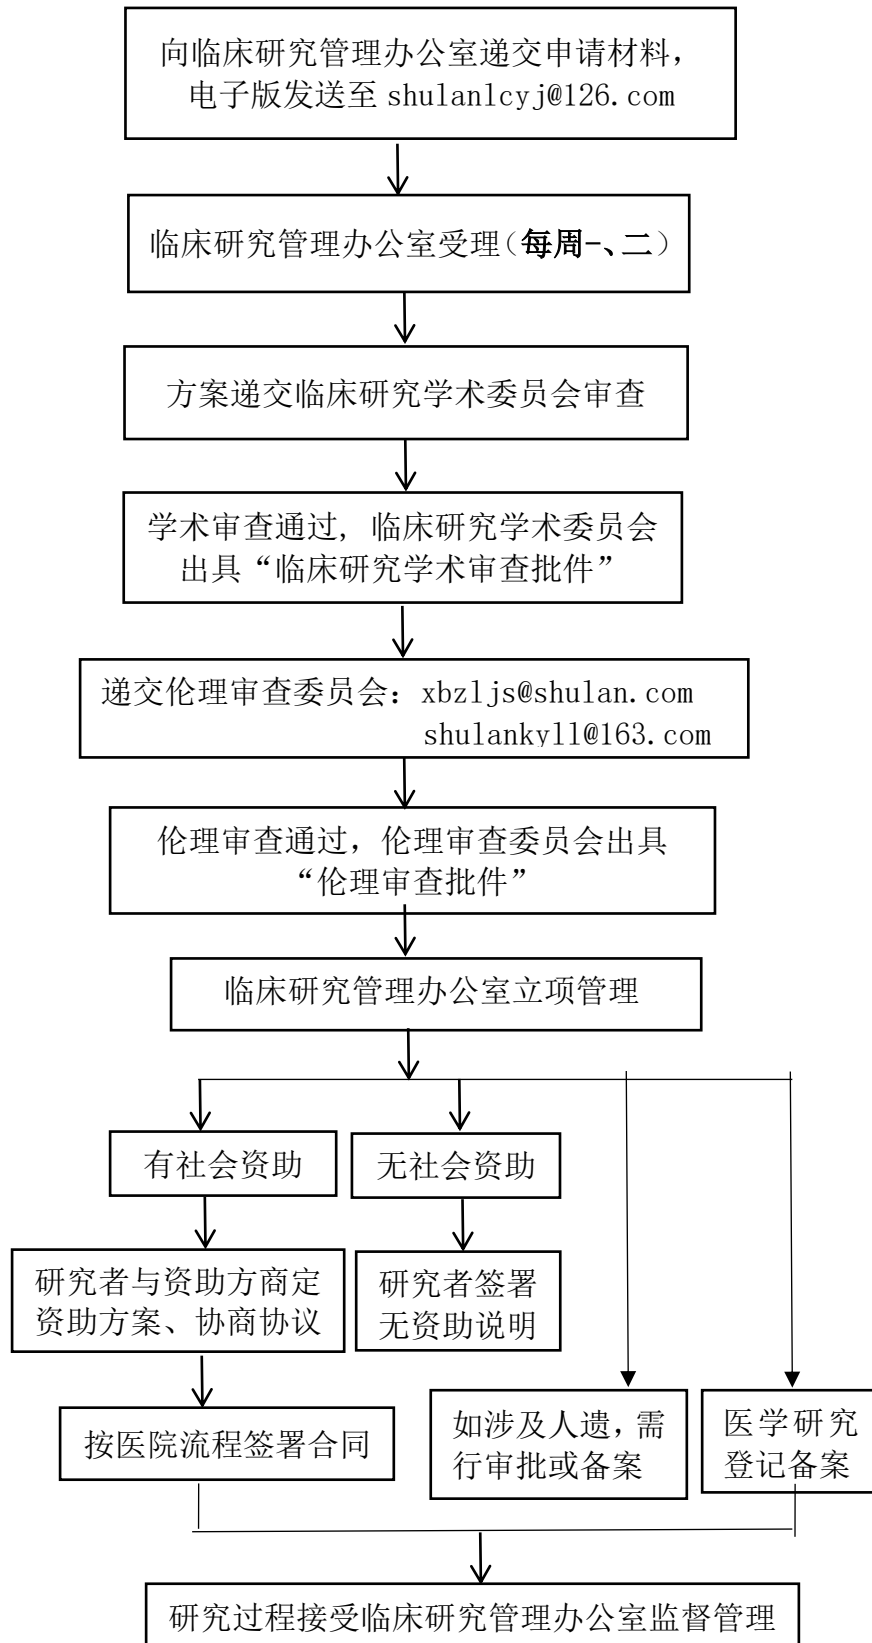 向临床研究管理办公室递交申请材料，
电子版发送至 shulanlcyj@126.com
临床研究管理办公室受理（每周-、二）
方案递交临床研究学术委员会审查
学术审查通过, 临床研究学术委员会
出具“临床研究学术审查批件”
递交伦理审查委员会：xbzljs@shulan.com
shulankyll@163.com
伦理审查通过，伦理审查委员会出具
“伦理审查批件”
临床研究管理办公室立项管理
有社会资助
无社会资助
研究者与资助方商定
资助方案、协商协议
研究者签署
无资助说明
按医院流程签署合同
如涉及人遗，需
行审批或备案
医学研究
登记备案
研究过程接受临床研究管理办公室监督管理